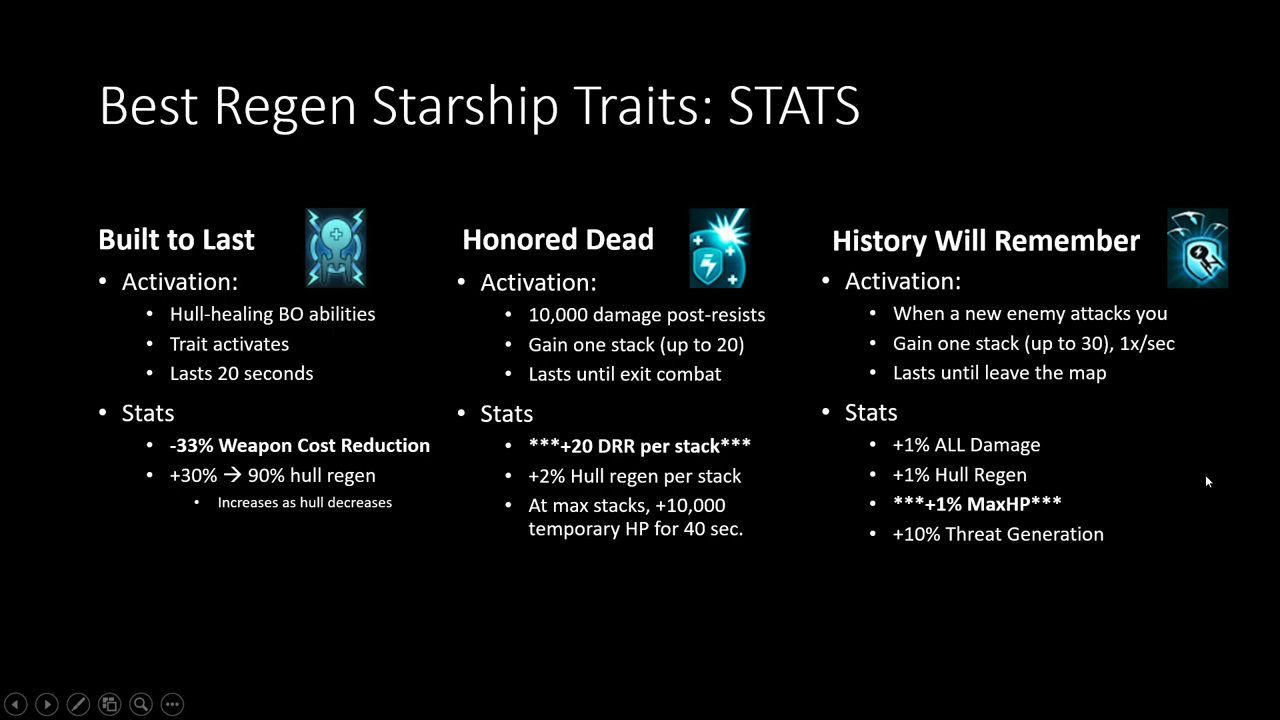 Best Regen Starship Traits: STATS
Built to Last
• Activation:
• Hull-healing BO abilities
• Trait activates
• Lasts 20 seconds
• Stats
• -33% Weapon Cost Reduction
• +30% → 90% hull regen
• Increases as hull decreases
Honored Dead
• Activation:
• 10,000 damage post-resists
• Gain one stack (up to 20)
• Lasts until exit combat
• Stats
• ***+20 DRR per stack***
• +2% Hull regen per stack
• At max stacks, +10,000
temporary HP for 40 sec.
History Will Remember
• Activation:
• When a new enemy attacks you
• Gain one stack (up to 30), 1x/sec
• Lasts until leave the map
• Stats
• +1% ALL Damage
• +1% Hull Regen
• ***+1% MaxHP***
• +10% Threat Generation